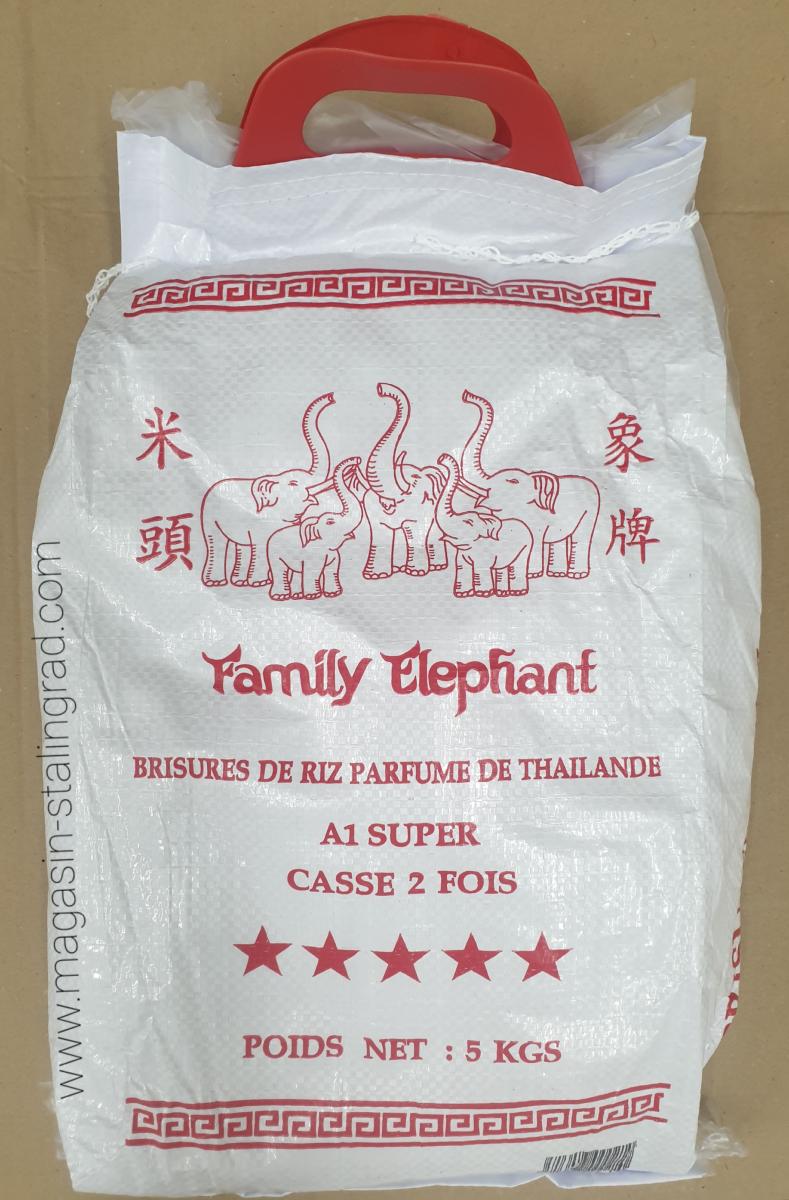 米頭
象牌
Family Elephant
BRISURES DE RIZ PARFUME DE THAILANDE
A1 SUPER
CASSE 2 FOIS
POIDS NET : 5 KGS
www.magasin-stalingrad.com